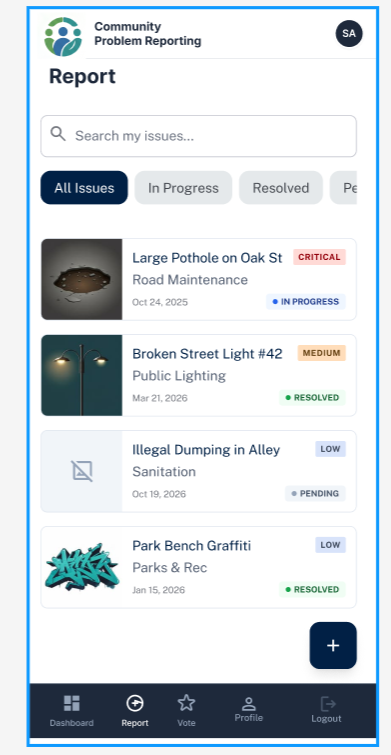 Community
Problem Reporting
SA
Report
Search my issues...
All Issues
In Progress
Resolved
Pe
Large Pothole on Oak St
CRITICAL
Road Maintenance
Oct 24, 2025
IN PROGRESS
Broken Street Light #42
MEDIUM
Public Lighting
Mar 21, 2026
RESOLVED
Illegal Dumping in Alley
LOW
Sanitation
Oct 19, 2026
PENDING
Park Bench Graffiti
LOW
Parks & Rec
Jan 15, 2026
RESOLVED
+
Dashboard
Report
Vote
Profile
Logout